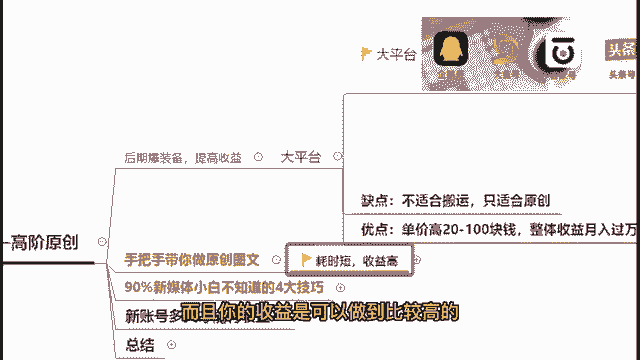 大平台
头条号
后期爆装备，提高收益
大平台
缺点：不适合搬运，只适合原创
优点：单价高20-100块钱，整体收益月入过万
高阶原创
手把手带你做原创图文
耗时短，收益高
90%新媒体小白不知道的4大技巧
新账号多
而且你的收益是可以做到比较高的
总结